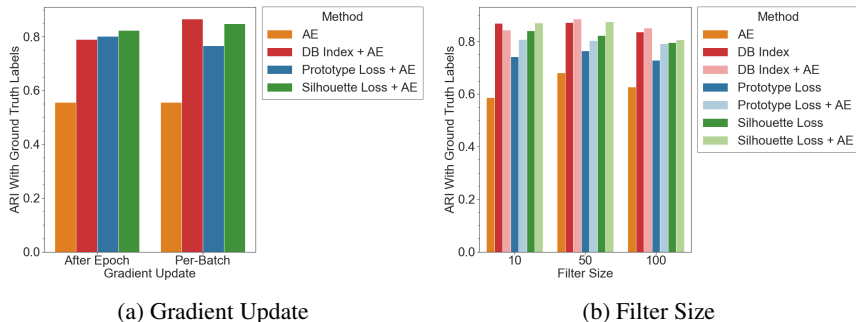 ARI With Ground Truth Labels
0.8
0.6
0.4
0.2
0.0
After Epoch
Per-Batch
Gradient Update
Method
AE
DB Index + AE
Prototype Loss + AE
Silhouette Loss + AE
(a) Gradient Update
ARI With Ground Truth Labels
0.8
0.6
0.4
0.2
0.0
10
50
100
Filter Size
Method
AE
DB Index
DB Index + AE
Prototype Loss
Prototype Loss + AE
Silhouette Loss
Silhouette Loss + AE
(b) Filter Size